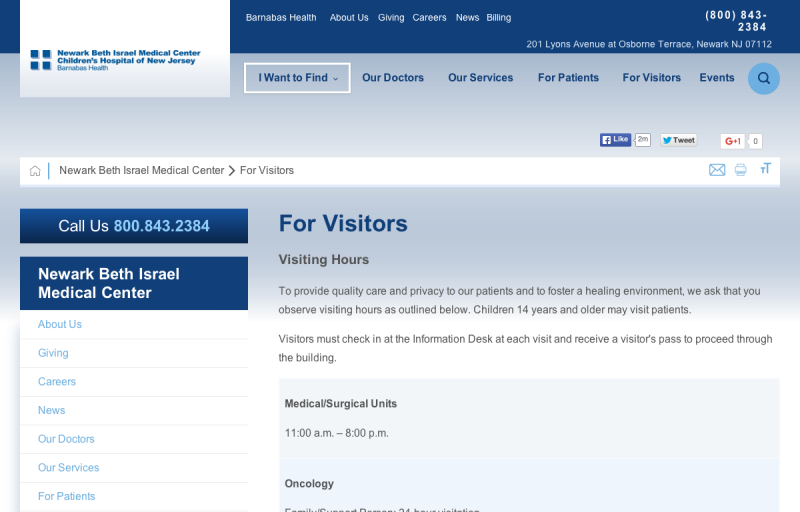 Barnabas Health About Us Giving Careers News Billing
(800) 843-
2384
201 Lyons Avenue at Osborne Terrace, Newark NJ 07112
Newark Beth Israel Medical Center
Children's Hospital of New Jersey
Barnabas Health
I Want to Find Our Doctors Our Services For Patients For Visitors Events
Like 2m Tweet G+1 0
Newark Beth Israel Medical Center For Visitors
Call Us 800.843.2384
Newark Beth Israel
Medical Center
About Us
Giving
Careers
News
Our Doctors
Our Services
For Patients
For Visitors
Visiting Hours
To provide quality care and privacy to our patients and to foster a healing environment, we ask that you
observe visiting hours as outlined below. Children 14 years and older may visit patients.
Visitors must check in at the Information Desk at each visit and receive a visitor's pass to proceed through
the building.
Medical/Surgical Units
11:00 a.m. – 8:00 p.m.
Oncology
Family/Support Person: 24-hour visitation